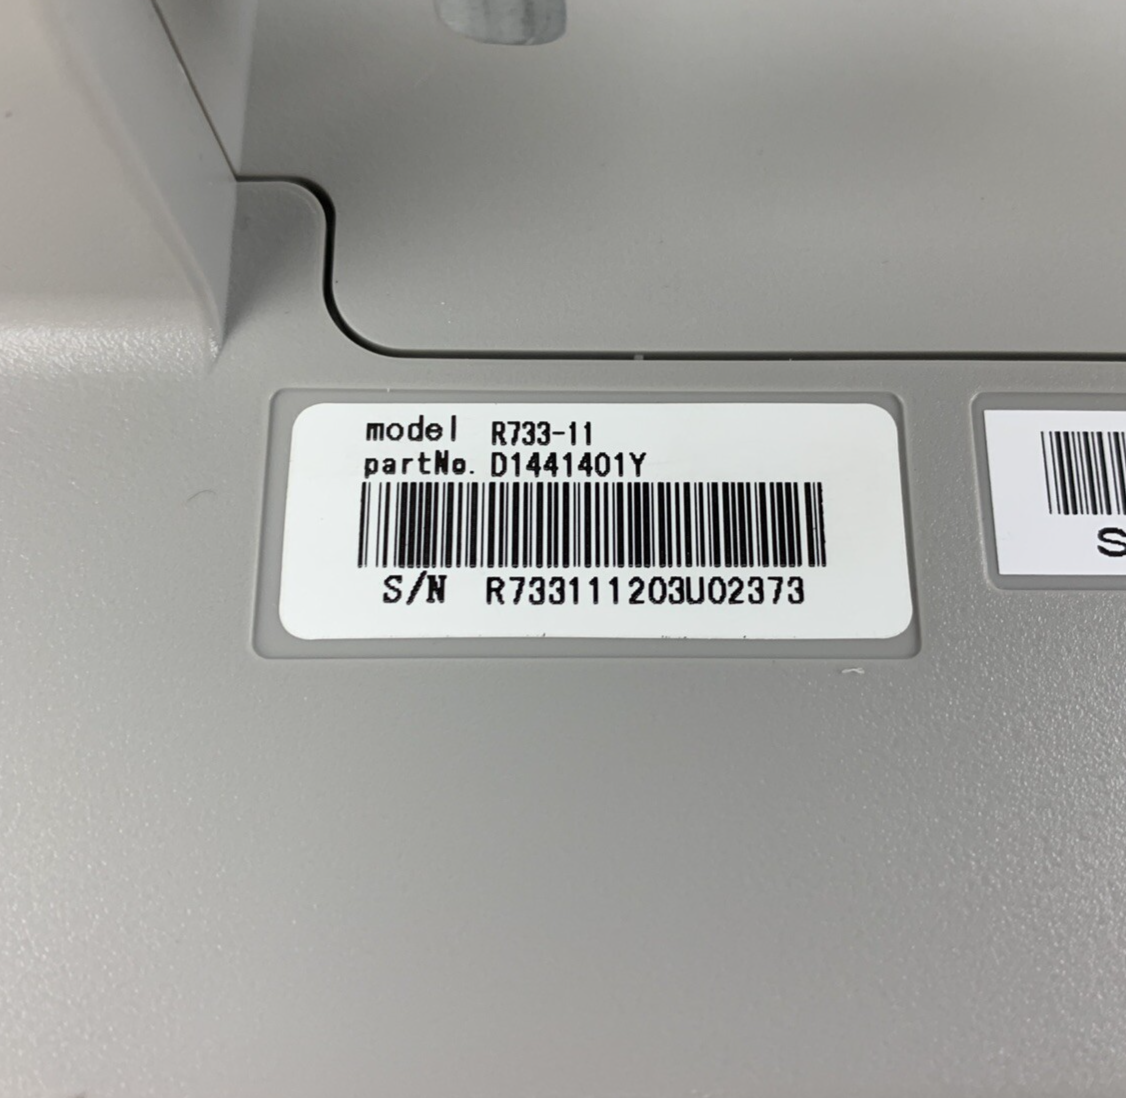 model R733-11
partNo. D1441401Y
S/N R733111203U02373
S